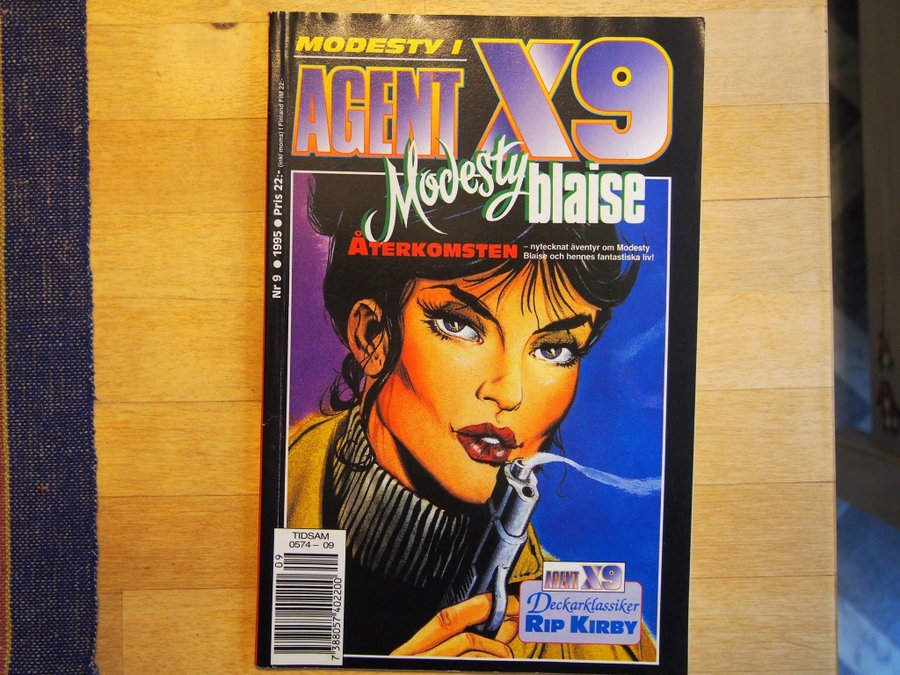 MODESTY I
AGENT X9
Modesty
blaise
ÅTERKOMSTEN
– nytecknat äventyr om Modesty
Blaise och hennes fantastiska liv!
Nr 9 ● 1995 ● Pris 22:- (inkl moms) I Finland FIM 22:-
TIDSAM
0574 – 09
09
7 388057 402200
AGENT X9
Deckarklassiker
RIP KIRBY